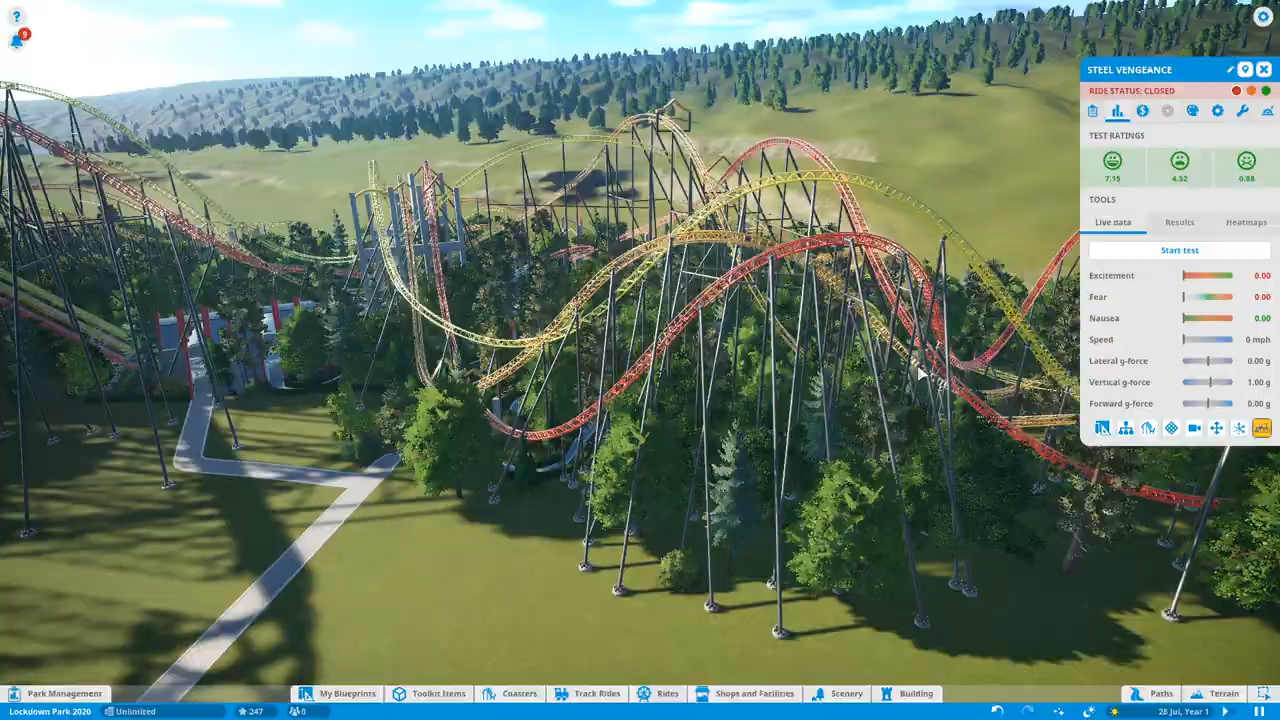 ?
9
STEEL VENGEANCE
RIDE STATUS: CLOSED
TEST RATINGS
7.15 4.52 0.88
TOOLS
Live data Results Heatmaps
Start test
Excitement 0.00
Fear 0.00
Nausea 0.00
Speed 0 mph
Lateral g-force 0.00 g
Vertical g-force 1.00 g
Forward g-force 0.00 g
Park Management My Blueprints Toolkit Items Coasters Track Rides Rides Shops and Facilities Scenery Building Paths Terrain
Lockdown Park 2020 Unlimited 247 0 28 Jul, Year 1